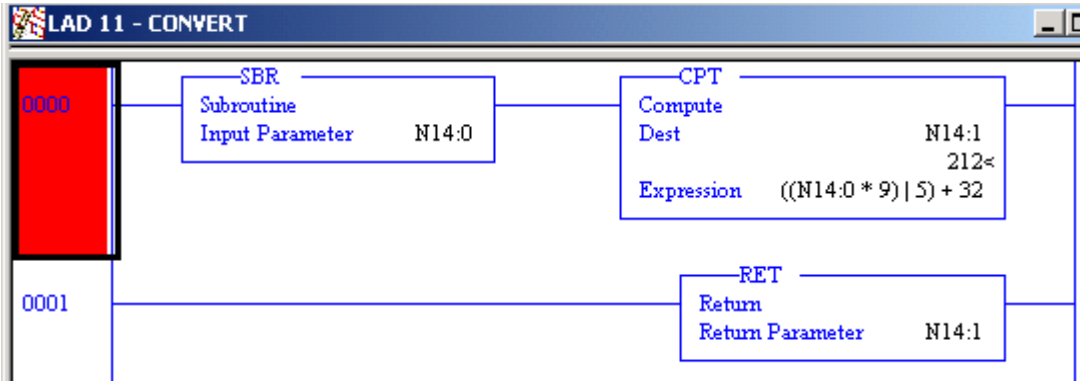 LAD 11 - CONVERT
0000
SBR
Subroutine
Input Parameter N14:0
CPT
Compute
Dest N14:1
212<
Expression ((N14:0 * 9) | 5) + 32
0001
RET
Return
Return Parameter N14:1